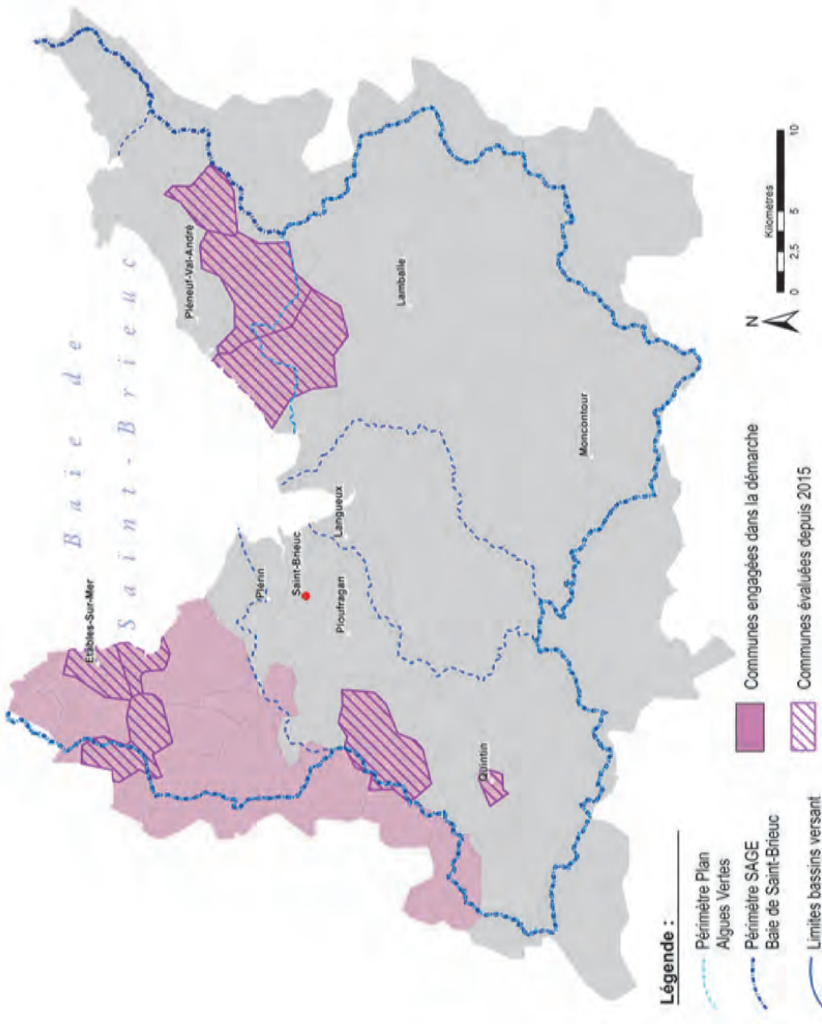 Baie de
Saint-Brieuc
Etables-Sur-Mer
Pléneuf-Val-André
Plérin
Saint-Brieuc
Langueux
Ploufragan
Lamballe
Quintin
Moncontour
Légende :
Périmètre Plan
Algues Vertes
Périmètre SAGE
Baie de Saint-Brieuc
Limites bassins versant
Communes engagées dans la démarche
Communes évaluées depuis 2015
N
Kilomètres
0 2,5 5 10